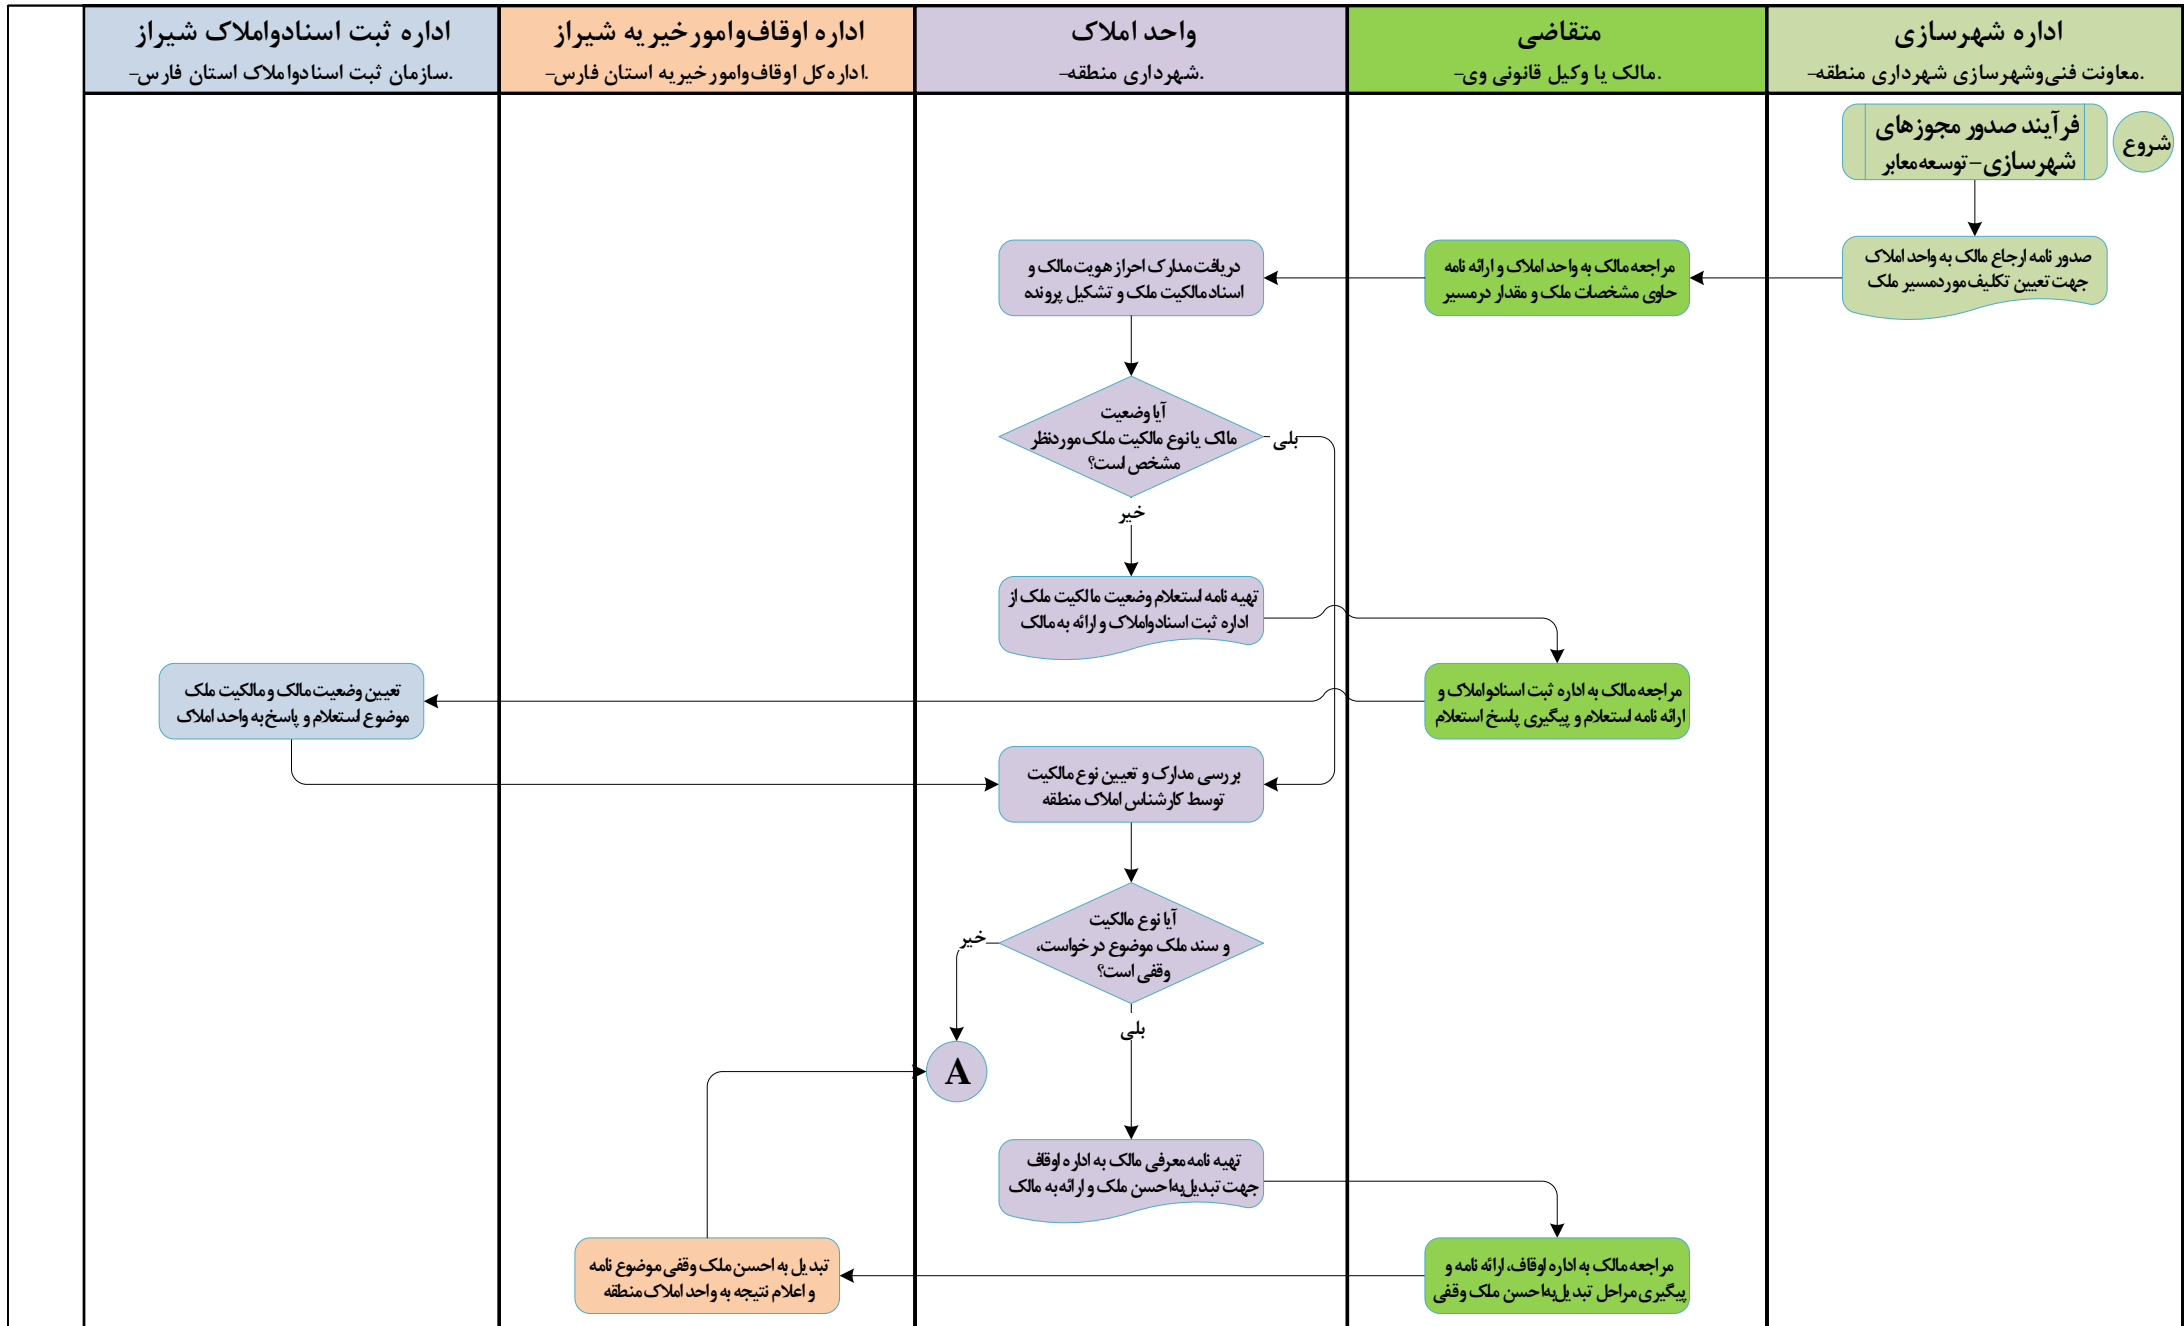 اداره شهرسازی
معاونت فنی‌وشهرسازی شهرداری منطقه-.
متقاضی
مالک یا وکیل قانونی وی-.
واحد املاک
شهرداری منطقه-.
اداره اوقاف‌وامورخیریه شیراز
اداره‌کل اوقاف‌وامورخیریه استان فارس-.
اداره ثبت اسنادواملاک شیراز
سازمان ثبت اسنادواملاک استان فارس-.
شروع
فرآیند صدور مجوزهای
شهرسازی-توسعه‌معابر
صدور نامه ارجاع مالک به واحد املاک
جهت تعیین تکلیف موردمسیر ملک
مراجعه مالک به واحد املاک و ارائه نامه
حاوی مشخصات ملک و مقدار درمسیر
دریافت مدارک احراز هویت مالک و
اسناد مالکیت ملک و تشکیل پرونده
آیا وضعیت
مالک یا نوع مالکیت ملک موردنظر
مشخص است؟
بلی
خیر
تهیه نامه استعلام وضعیت مالکیت ملک از
اداره ثبت اسنادواملاک و ارائه به مالک
مراجعه مالک به اداره ثبت اسنادواملاک و
ارائه نامه استعلام و پیگیری پاسخ استعلام
تعیین وضعیت مالک و مالکیت ملک
موضوع استعلام و پاسخ به واحد املاک
بررسی مدارک و تعیین نوع مالکیت
توسط کارشناس املاک منطقه
آیا نوع مالکیت
و سند ملک موضوع درخواست،
وقفی است؟
خیر
بلی
A
تهیه نامه معرفی مالک به اداره اوقاف
جهت تبدیل‌به‌احسن ملک و ارائه به مالک
مراجعه مالک به اداره اوقاف، ارائه نامه و
پیگیری مراحل تبدیل‌به‌احسن ملک وقفی
تبدیل به احسن ملک وقفی موضوع نامه
و اعلام نتیجه به واحد املاک منطقه